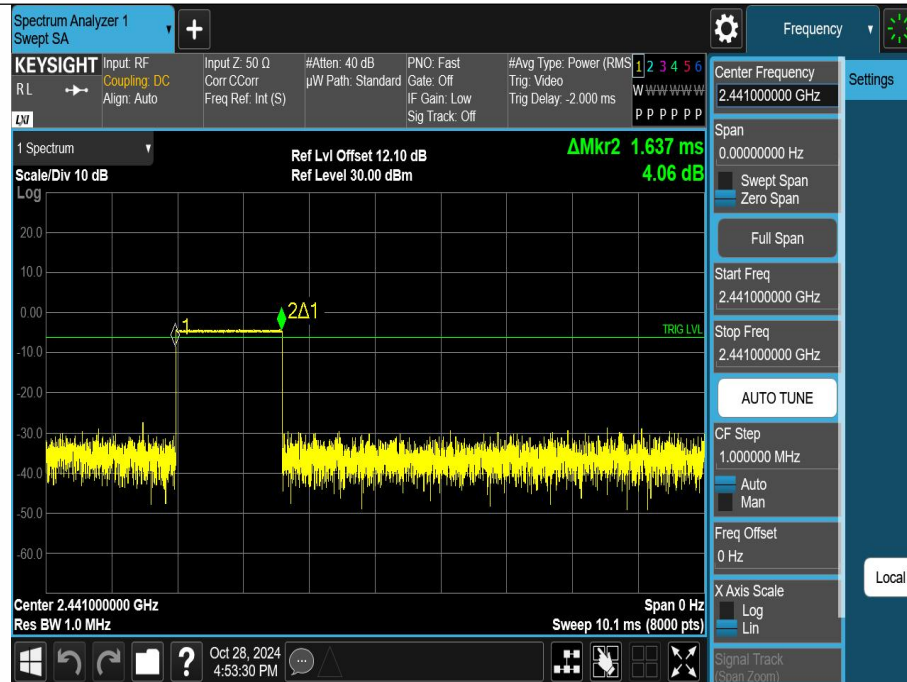 Spectrum Analyzer 1
Swept SA
+
Frequency
KEYSIGHT
RL
LXI
Input: RF
Coupling: DC
Align: Auto
Input Z: 50 Ω
Corr CCorr
Freq Ref: Int (S)
#Atten: 40 dB
µW Path: Standard
PNO: Fast
Gate: Off
IF Gain: Low
Sig Track: Off
#Avg Type: Power (RMS
Trig: Video
Trig Delay: -2.000 ms
1 2 3 4 5 6
W W W W W W
P P P P P P
1 Spectrum
Scale/Div 10 dB
Ref Lvl Offset 12.10 dB
Ref Level 30.00 dBm
ΔMkr2 1.637 ms
4.06 dB
Log
20.0
10.0
0.00
-10.0
-20.0
-30.0
-40.0
-50.0
-60.0
1
2Δ1
TRIG LVL
Center 2.441000000 GHz
Res BW 1.0 MHz
Span 0 Hz
Sweep 10.1 ms (8000 pts)
Oct 28, 2024
4:53:30 PM
?
Center Frequency
2.441000000 GHz
Settings
Span
0.00000000 Hz
Swept Span
Zero Span
Full Span
Start Freq
2.441000000 GHz
Stop Freq
2.441000000 GHz
AUTO TUNE
CF Step
1.000000 MHz
Auto
Man
Freq Offset
0 Hz
Local
X Axis Scale
Log
Lin
Signal Track
(Span Zoom)